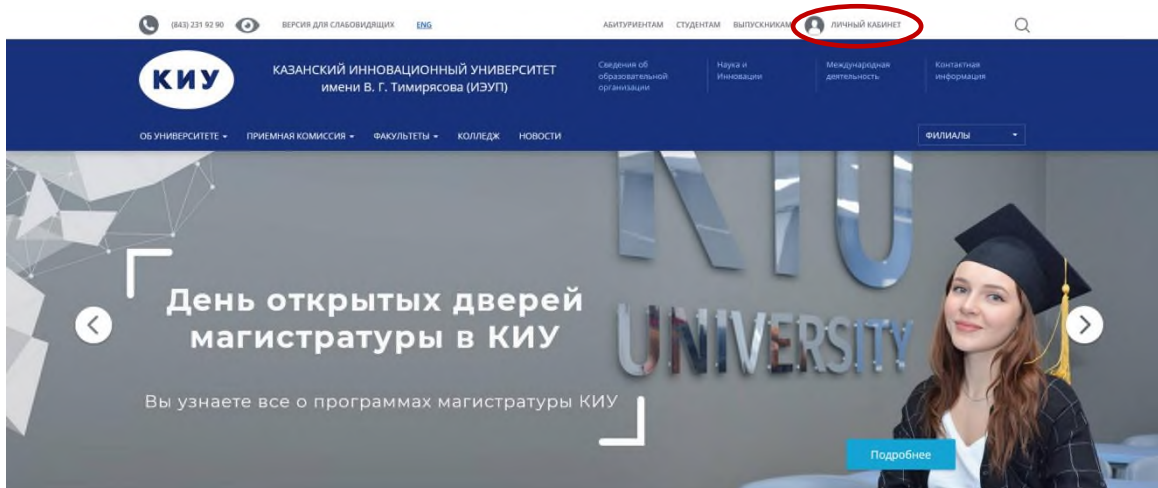 (843) 231 92 90 ВЕРСИЯ ДЛЯ СЛАБОВИДЯЩИХ ENG АБИТУРИЕНТАМ СТУДЕНТАМ ВЫПУСКНИКАМ ЛИЧНЫЙ КАБИНЕТ
КИУ
КАЗАНСКИЙ ИННОВАЦИОННЫЙ УНИВЕРСИТЕТ
имени В. Г. Тимирясова (ИЭУП)
Сведения об
образовательной
организации
Наука и
Инновации
Международная
деятельность
Контактная
информация
ОБ УНИВЕРСИТЕТЕ ПРИЕМНАЯ КОМИССИЯ ФАКУЛЬТЕТЫ КОЛЛЕДЖ НОВОСТИ ФИЛИАЛЫ
KIU
UNIVERSITY
День открытых дверей
магистратуры в КИУ
Вы узнаете все о программах магистратуры КИУ
Подробнее